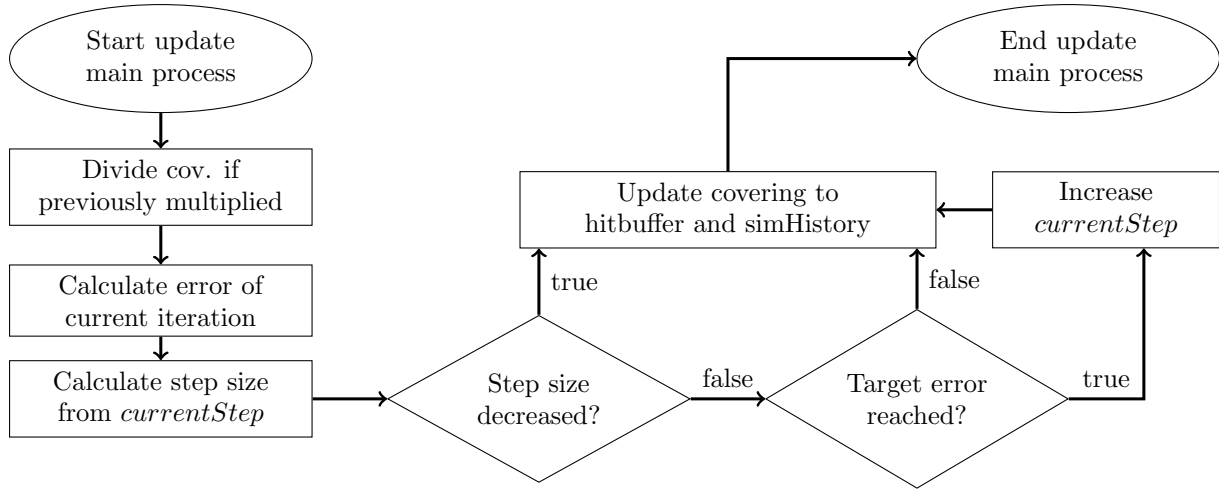 Start update
main process
End update
main process
Divide cov. if
previously multiplied
Update covering to
hitbuffer and simHistory
Increase
currentStep
Calculate error of
current iteration
true
false
Calculate step size
from currentStep
Step size
decreased?
false
Target error
reached?
true